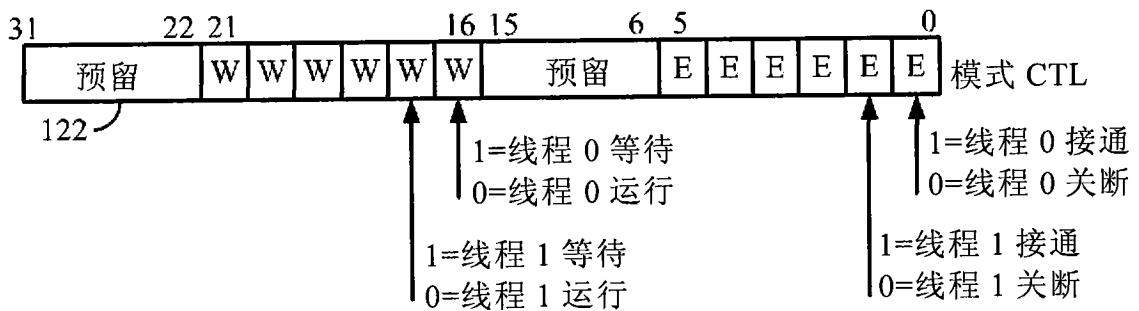 31 22 21 16 15 6 5 0
预留 W W W W W W 预留 E E E E E E 模式 CTL
122
1=线程 0 等待
0=线程 0 运行
1=线程 1 等待
0=线程 1 运行
1=线程 0 接通
0=线程 0 关断
1=线程 1 接通
0=线程 1 关断